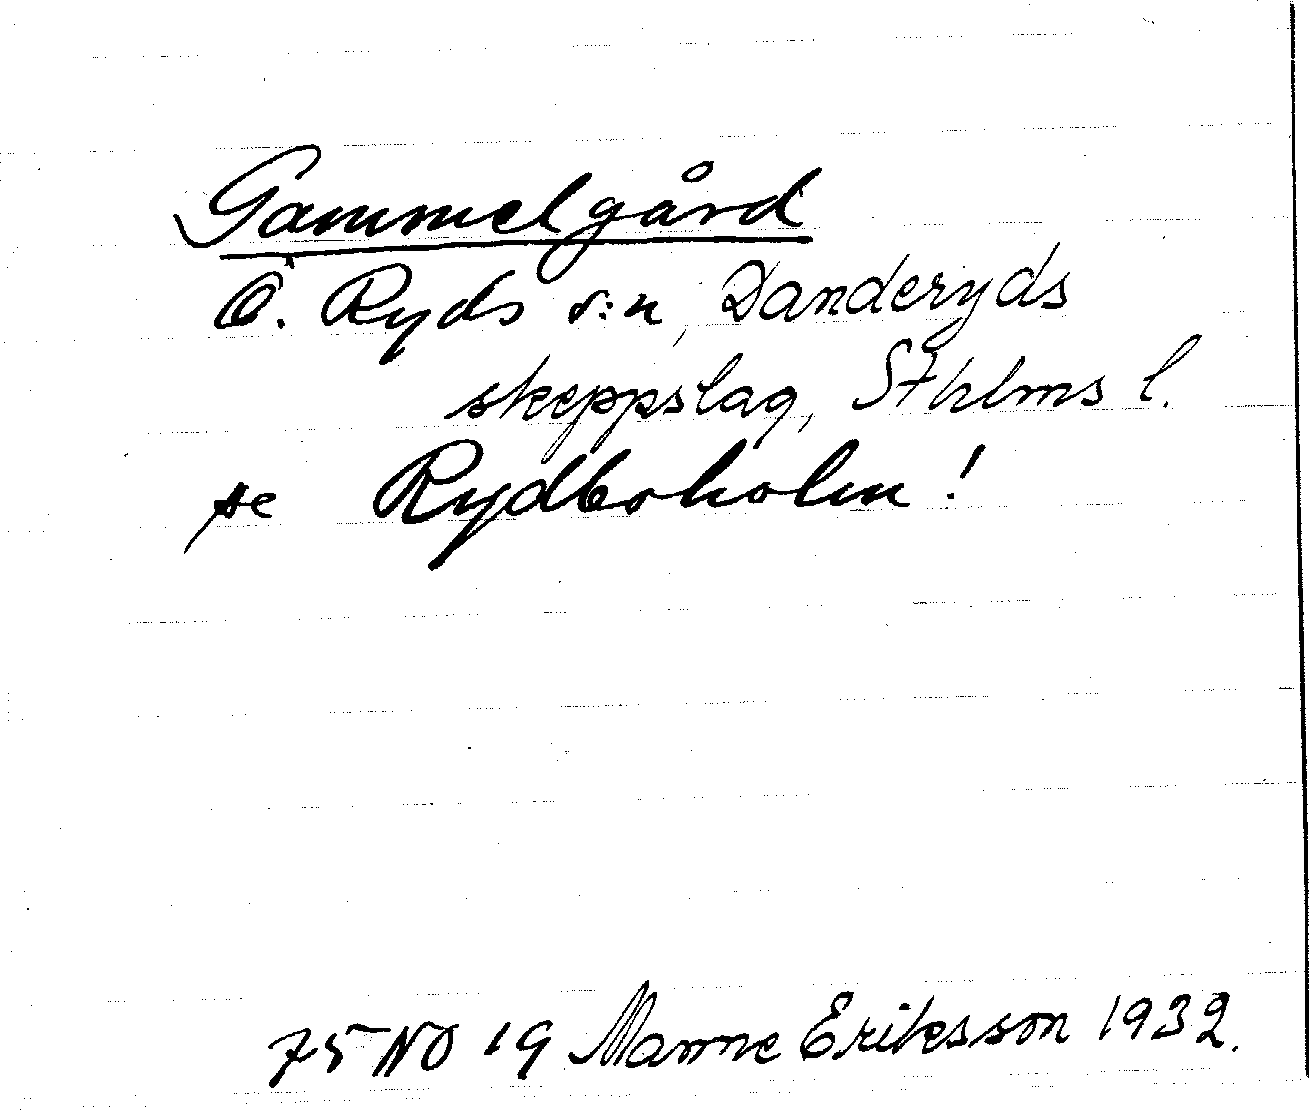 Gammelgård
Ö. Ryds s:n, Danderyds
skeppslag, Sthlms l.
se Rydboholm!
75 NO 19 Manne Eriksson 1932.